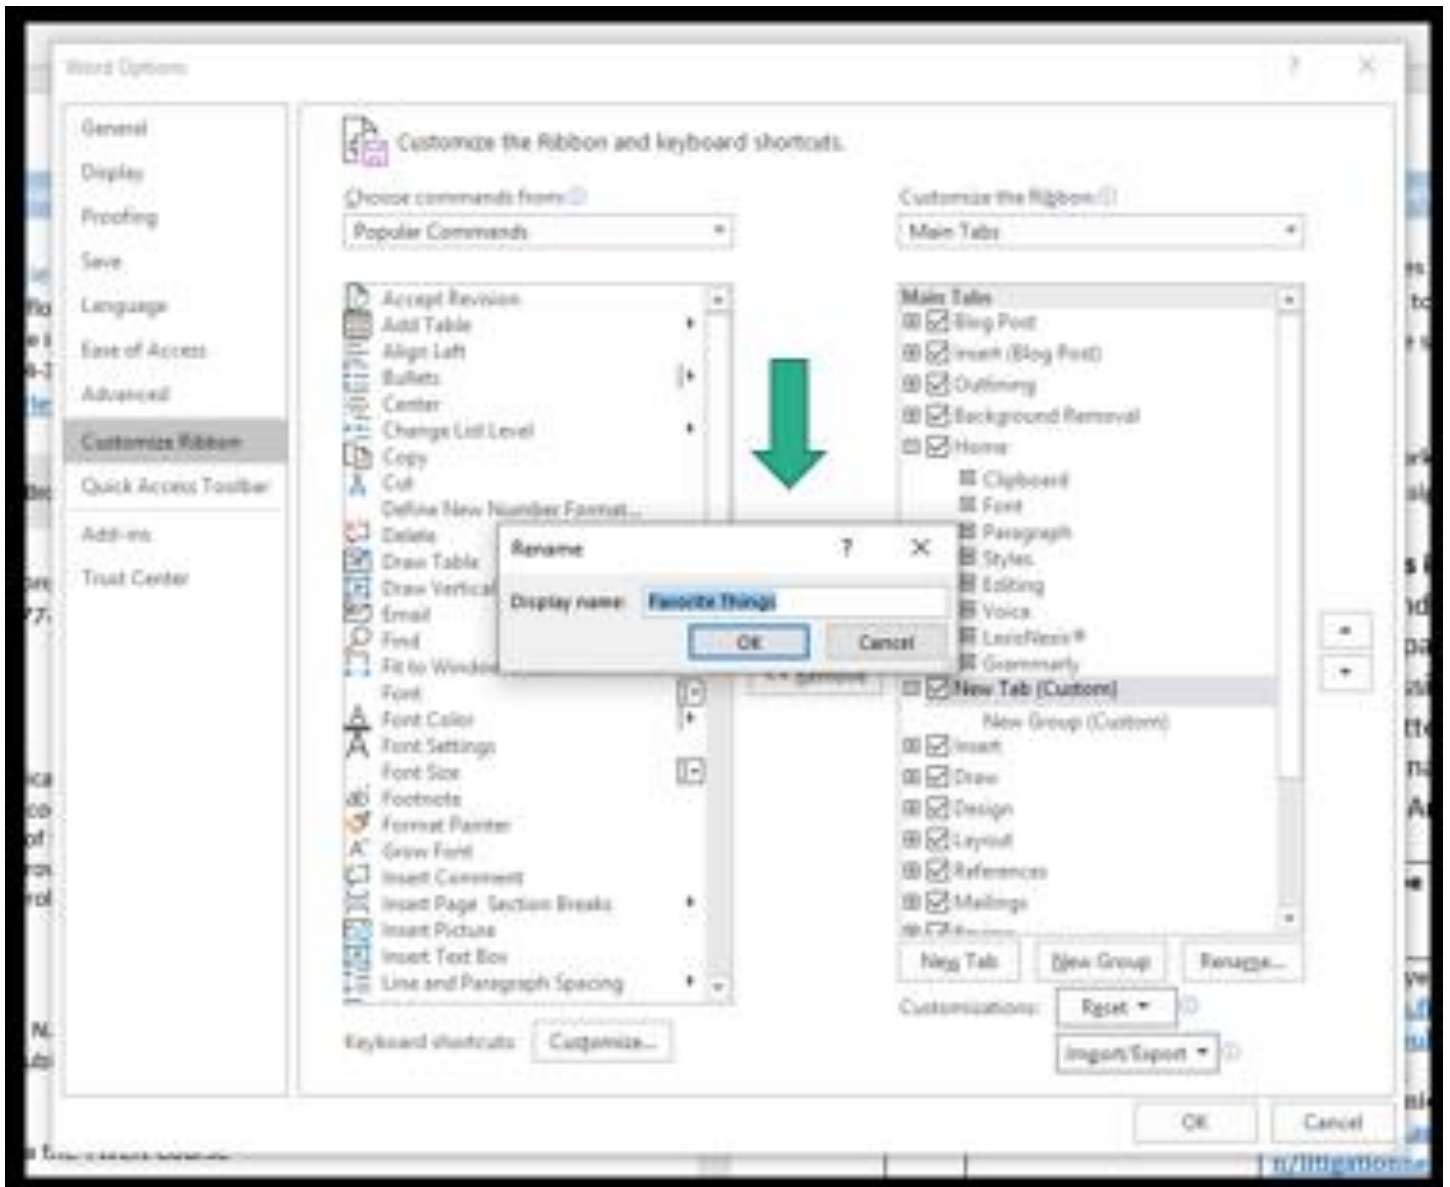 Word Options
?
General
Display
Proofing
Save
Language
Ease of Access
Advanced
Customize Ribbon
Quick Access Toolbar
Add-ins
Trust Center
Customize the Ribbon and keyboard shortcuts.
Choose commands from:
Popular Commands
Accept Revision
Add Table
Align Left
Bullets
Center
Change List Level
Copy
Cut
Define New Number Format...
Delete
Draw Table
Draw Vertical
Email
Find
Fit to Window
Font
Font Color
Font Settings
Font Size
Footnote
Format Painter
Grow Font
Insert Comment
Insert Page Section Breaks
Insert Picture
Insert Text Box
Line and Paragraph Spacing
Keyboard shortcuts:
Customize...
Rename
?
Display name:
Favorite Things
OK
Cancel
Remove
Customize the Ribbon:
Main Tabs
Main Tabs
Blog Post
Insert (Blog Post)
Outlining
Background Removal
Home
Clipboard
Font
Paragraph
Styles
Editing
Voice
LexisNexis®
Grammarly
New Tab (Custom)
New Group (Custom)
Insert
Draw
Design
Layout
References
Mailings
New Tab
New Group
Rename...
Customizations:
Reset
Import/Export
OK
Cancel